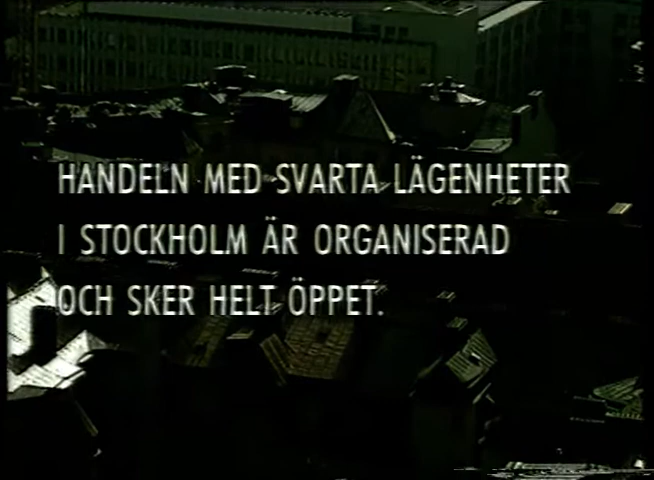 HANDELN MED SVARTA LÄGENHETER
I STOCKHOLM ÄR ORGANISERAD
OCH SKER HELT ÖPPET.